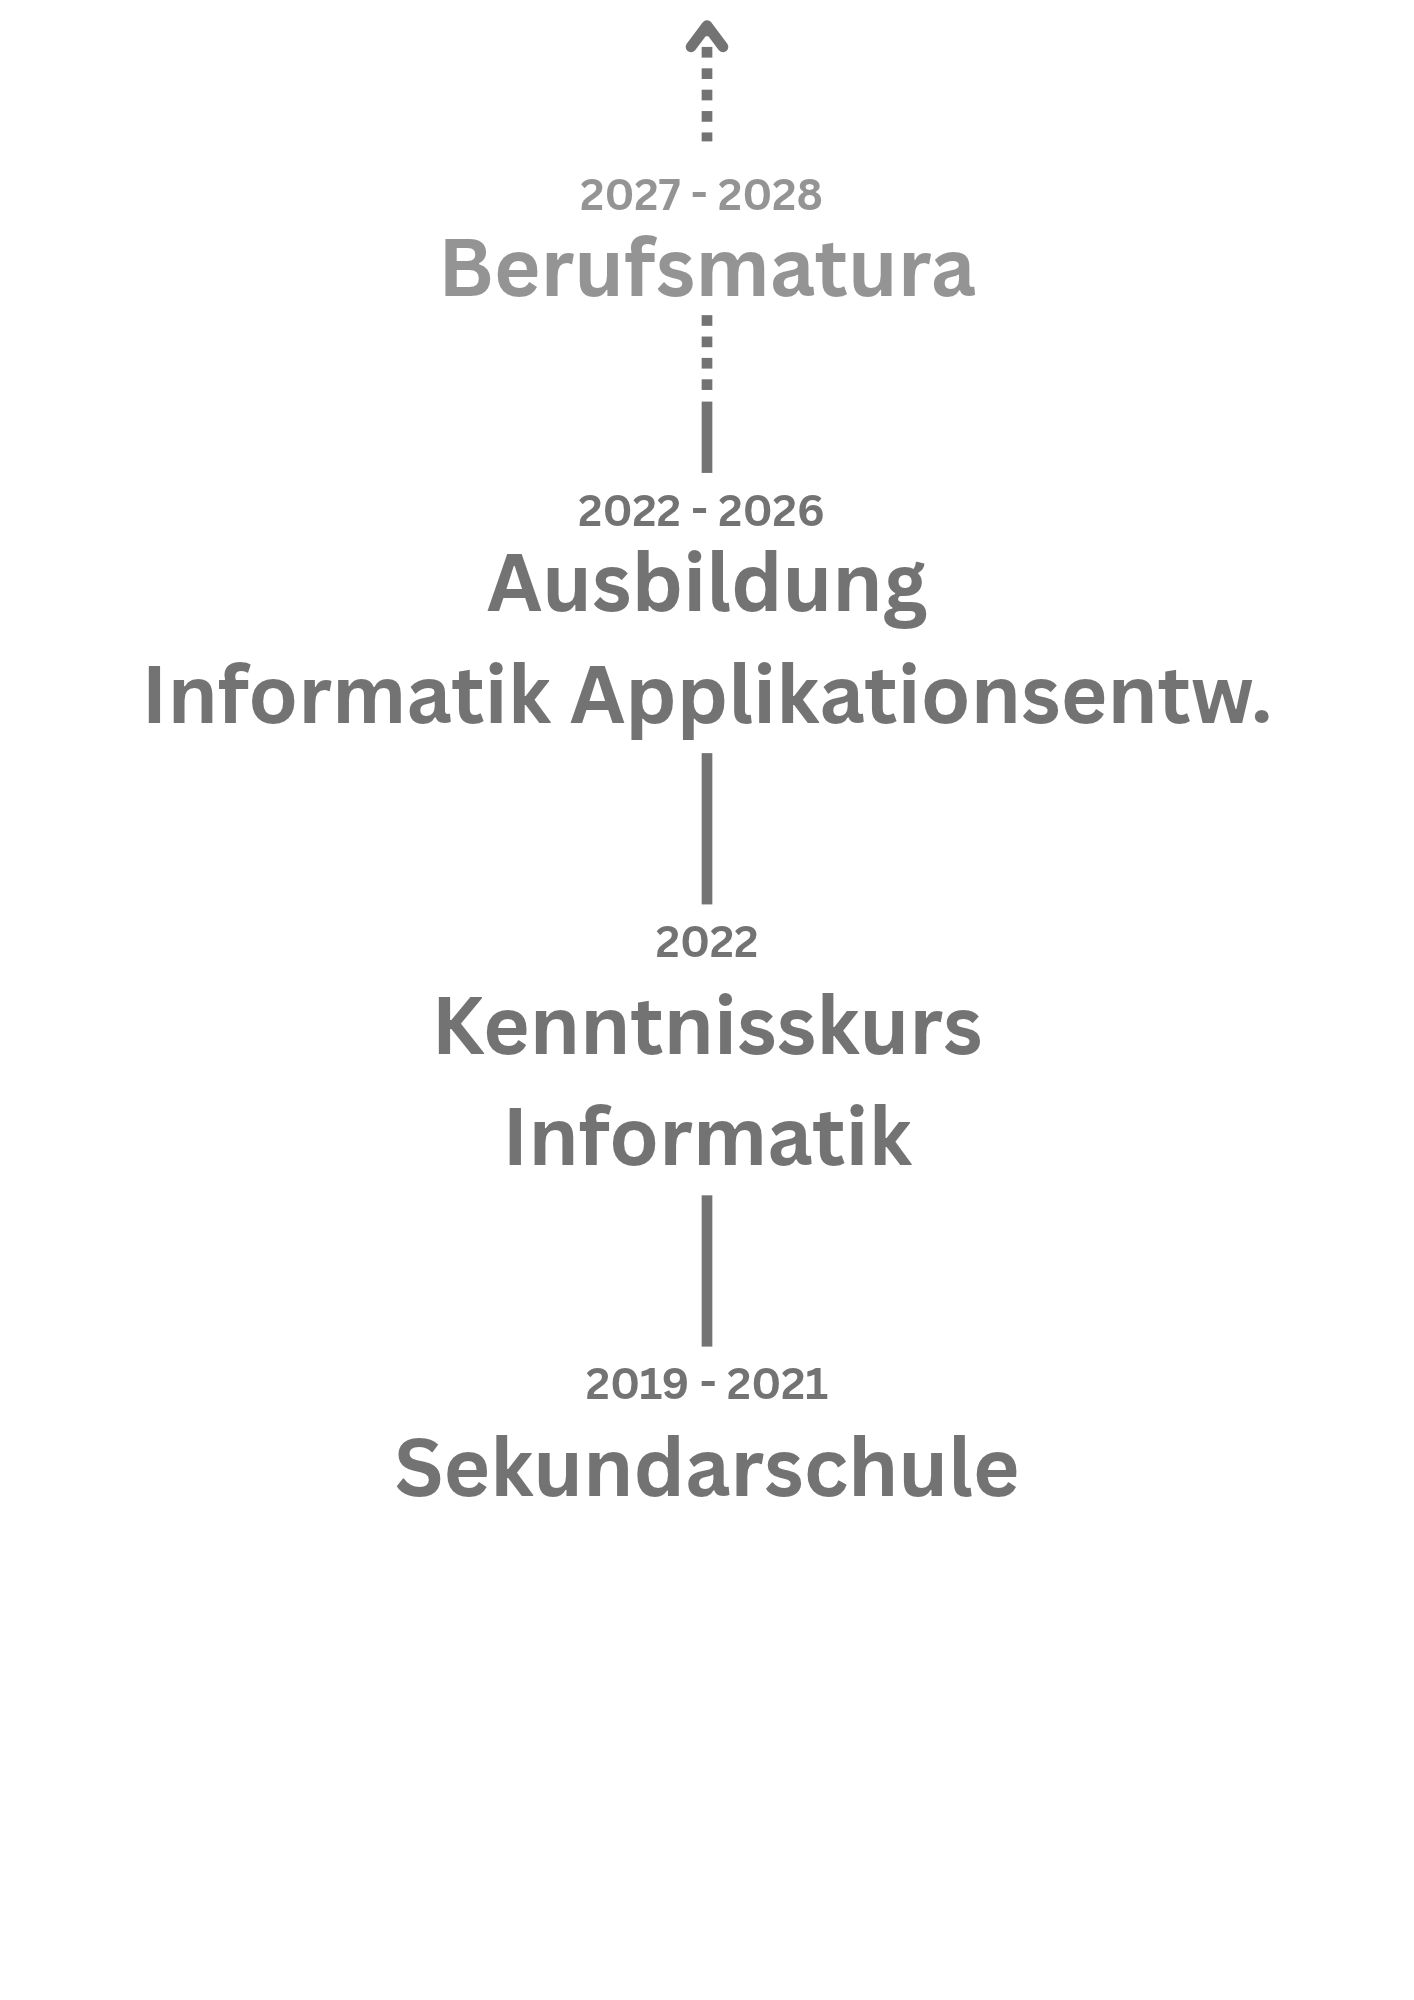 2027 - 2028
Berufsmatura
2022 - 2026
Ausbildung
Informatik Applikationsentw.
2022
Kenntnisskurs
Informatik
2019 - 2021
Sekundarschule